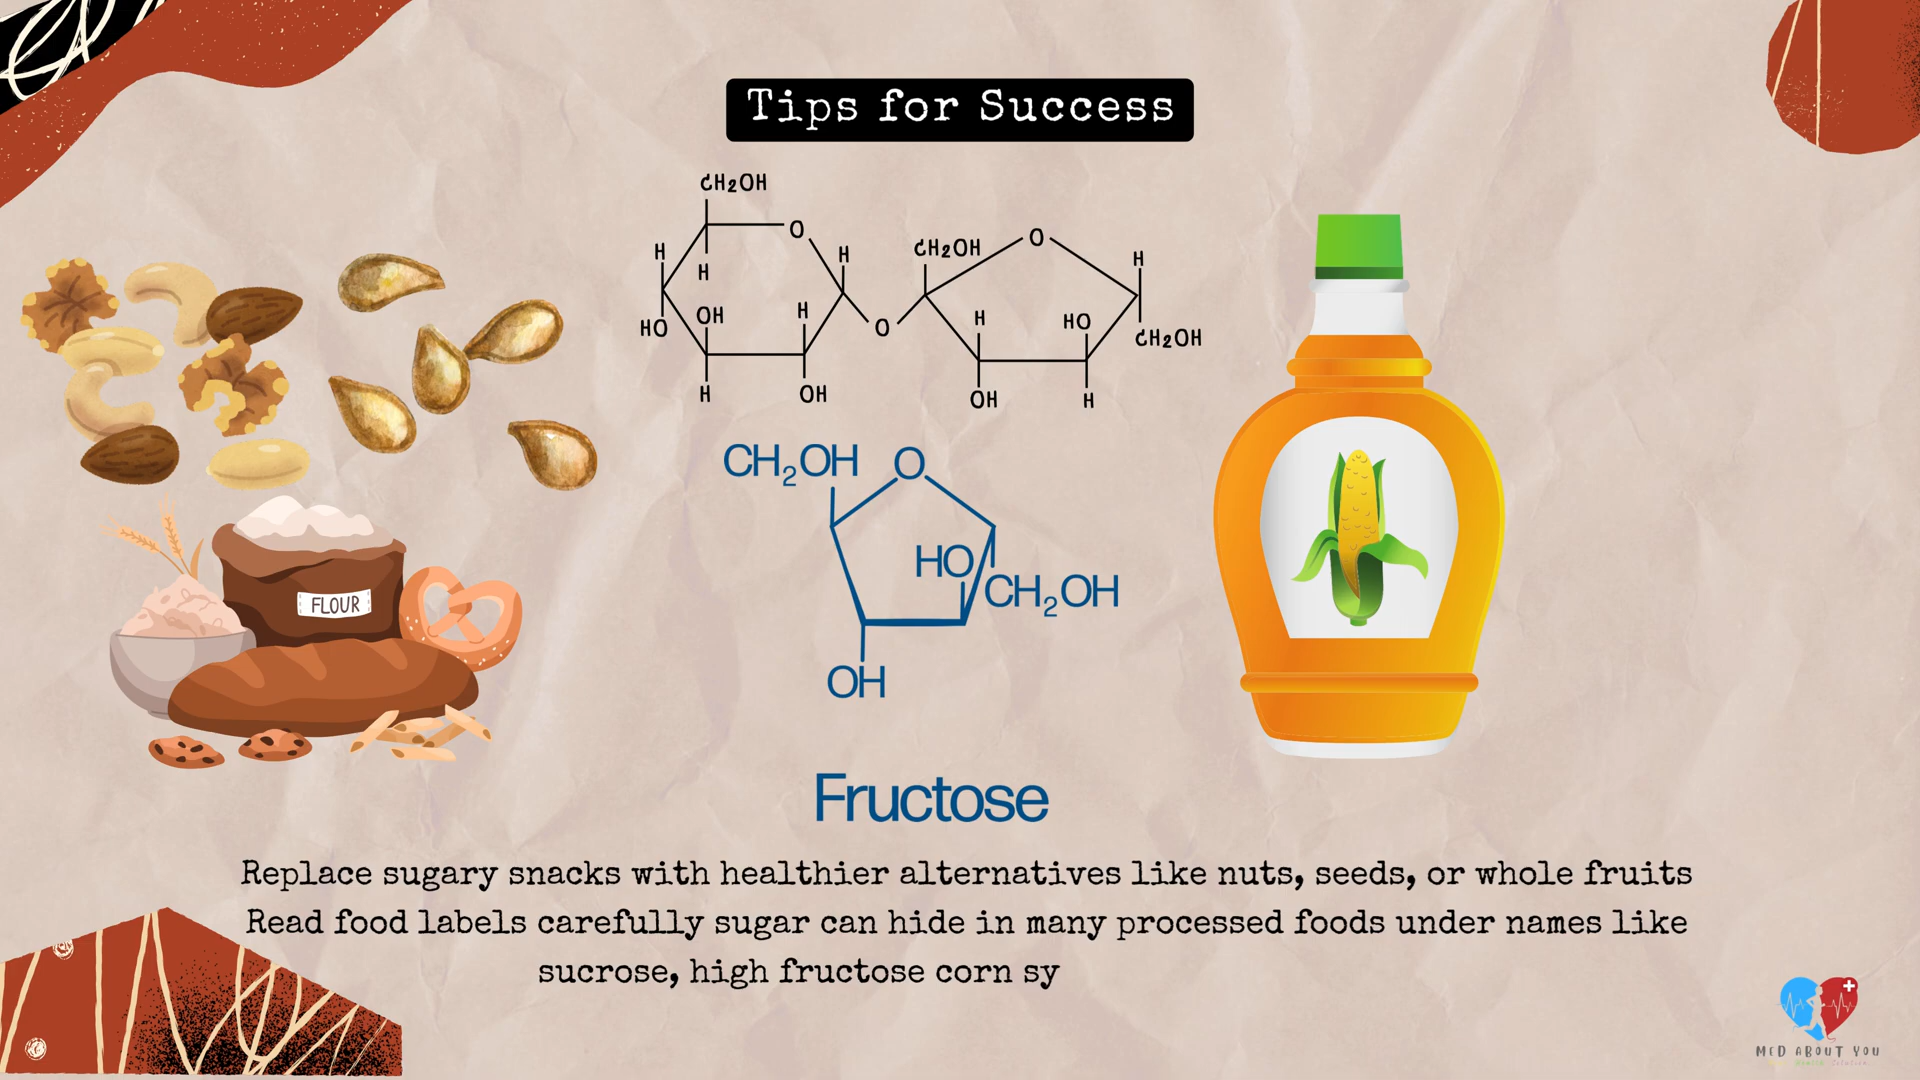 Tips for Success
CH2OH
O
H
H
H
OH
H
HO
H
OH
O
CH2OH
O
H
H
HO
CH2OH
OH
H
CH2OH
O
HO
CH2OH
OH
FLOUR
Fructose
Replace sugary snacks with healthier alternatives like nuts, seeds, or whole fruits
Read food labels carefully sugar can hide in many processed foods under names like
sucrose, high fructose corn sy
MED ABOUT YOU